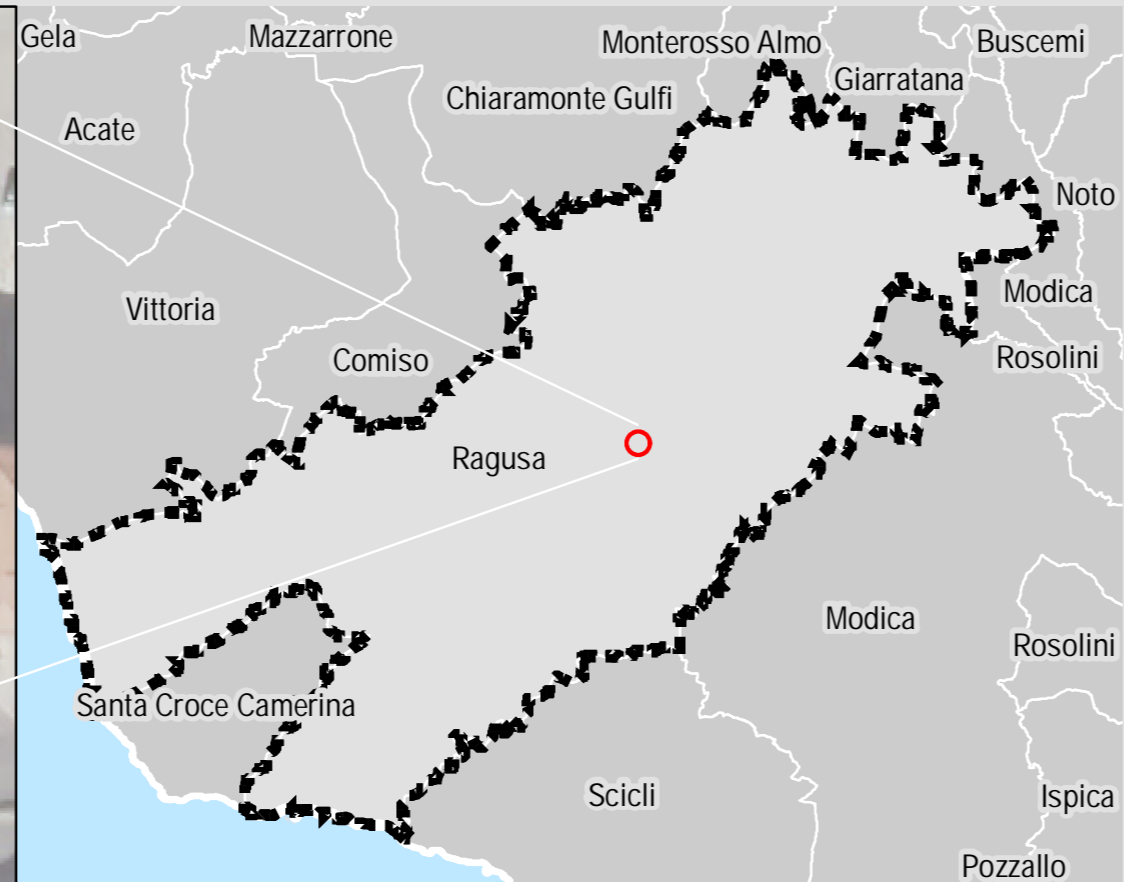 Gela
Mazzarrone
Monterosso Almo
Buscemi
Giarratana
Chiaramonte Gulfi
Acate
Noto
Modica
Vittoria
Rosolini
Comiso
Ragusa
Modica
Rosolini
Santa Croce Camerina
Scicli
Ispica
Pozzallo